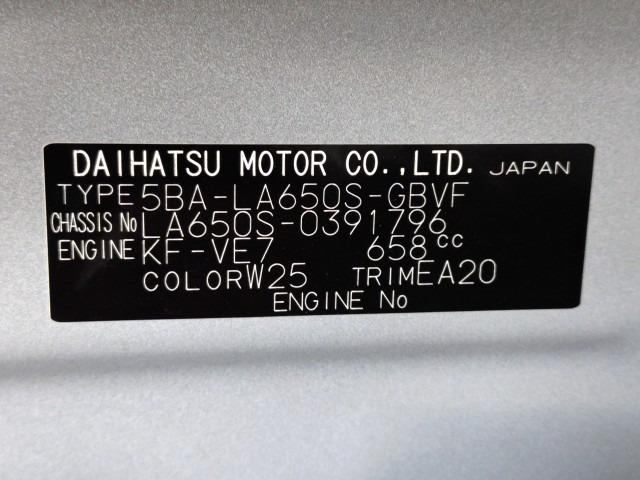 DAIHATSU MOTOR CO.,LTD. JAPAN
TYPE 5BA-LA650S-GBVF
CHASSIS No LA650S-0391796
ENGINE KF-VE7 658cc
COLOR W25 TRIM EA20
ENGINE No